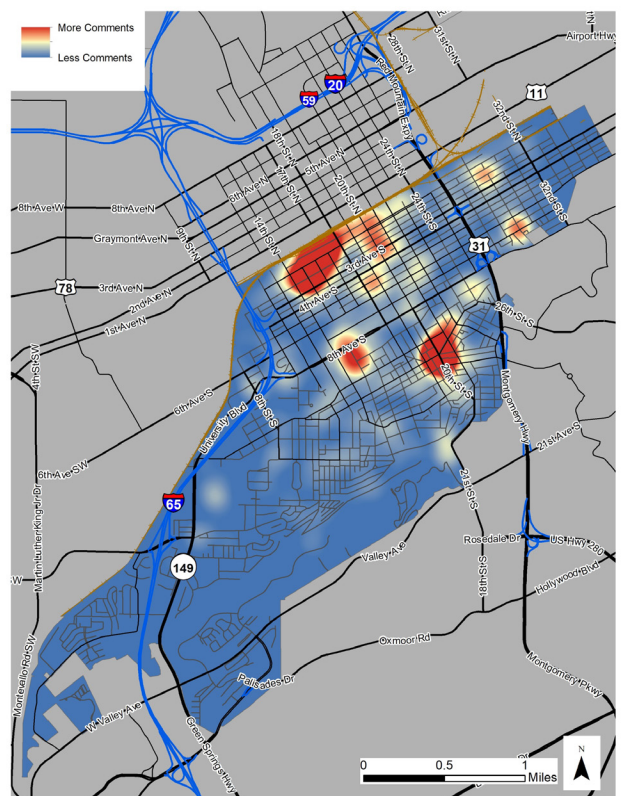 More Comments
Less Comments
28th St N
31st St N
Airport Hwy
Red Mountain Expy
20
59
11
32nd St N
18th St N
17th St N
5th Ave N
6th Ave N
24th St N
20th St N
24th St S
32nd St S
8th Ave W
8th Ave N
14th St N
Graymont Ave N
9th St N
31
3rd Ave S
78
3rd Ave N
2nd Ave N
1st Ave N
4th Ave S
26th St S
4th St SW
8th Ave S
6th Ave S
8th St S
20th St S
Montgomery Hwy
University Blvd
21st Ave S
6th Ave SW
21st St S
65
Martin Luther King Jr Dr
Rosedale Dr
US Hwy 280
Valley Ave
149
SW
18th St S
Hollywood Blvd
Oxmoor Rd
Montevallo Rd SW
Palisades Dr
Montgomery Pkwy
W Valley Ave
Green Springs Hwy
N
0 0.5 1
Miles